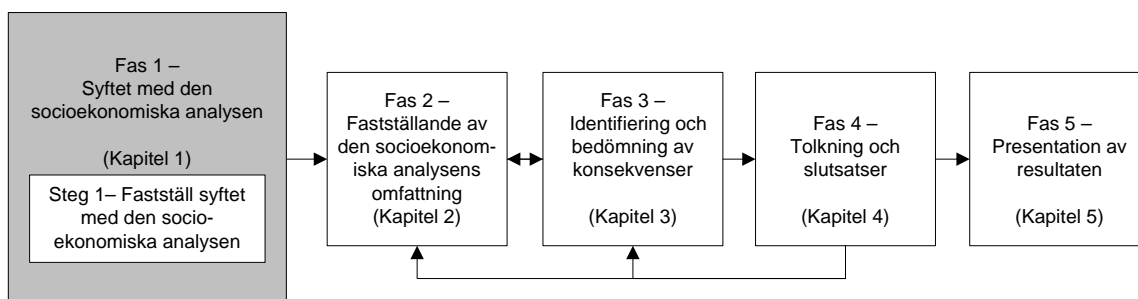 Fas 1 –
Syftet med den
socioekonomiska analysen
(Kapitel 1)
Steg 1– Fastställ syftet
med den socio-
ekonomiska analysen
Fas 2 –
Fastställande av
den socioekonom-
iska analysens
omfattning
(Kapitel 2)
Fas 3 –
Identifiering och
bedömning av
konsekvenser
(Kapitel 3)
Fas 4 –
Tolkning och
slutsatser
(Kapitel 4)
Fas 5 –
Presentation av
resultaten
(Kapitel 5)